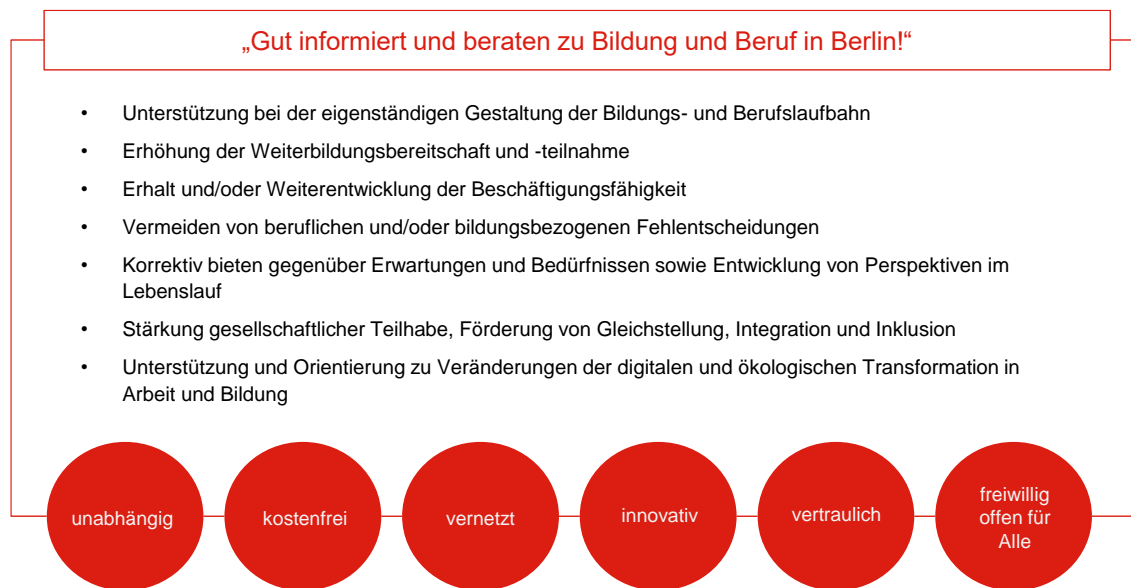 „Gut informiert und beraten zu Bildung und Beruf in Berlin!“
• Unterstützung bei der eigenständigen Gestaltung der Bildungs- und Berufslaufbahn
• Erhöhung der Weiterbildungsbereitschaft und -teilnahme
• Erhalt und/oder Weiterentwicklung der Beschäftigungsfähigkeit
• Vermeiden von beruflichen und/oder bildungsbezogenen Fehlentscheidungen
• Korrektiv bieten gegenüber Erwartungen und Bedürfnissen sowie Entwicklung von Perspektiven im
Lebenslauf
• Stärkung gesellschaftlicher Teilhabe, Förderung von Gleichstellung, Integration und Inklusion
• Unterstützung und Orientierung zu Veränderungen der digitalen und ökologischen Transformation in
Arbeit und Bildung
unabhängig
kostenfrei
vernetzt
innovativ
vertraulich
freiwillig
offen für
Alle